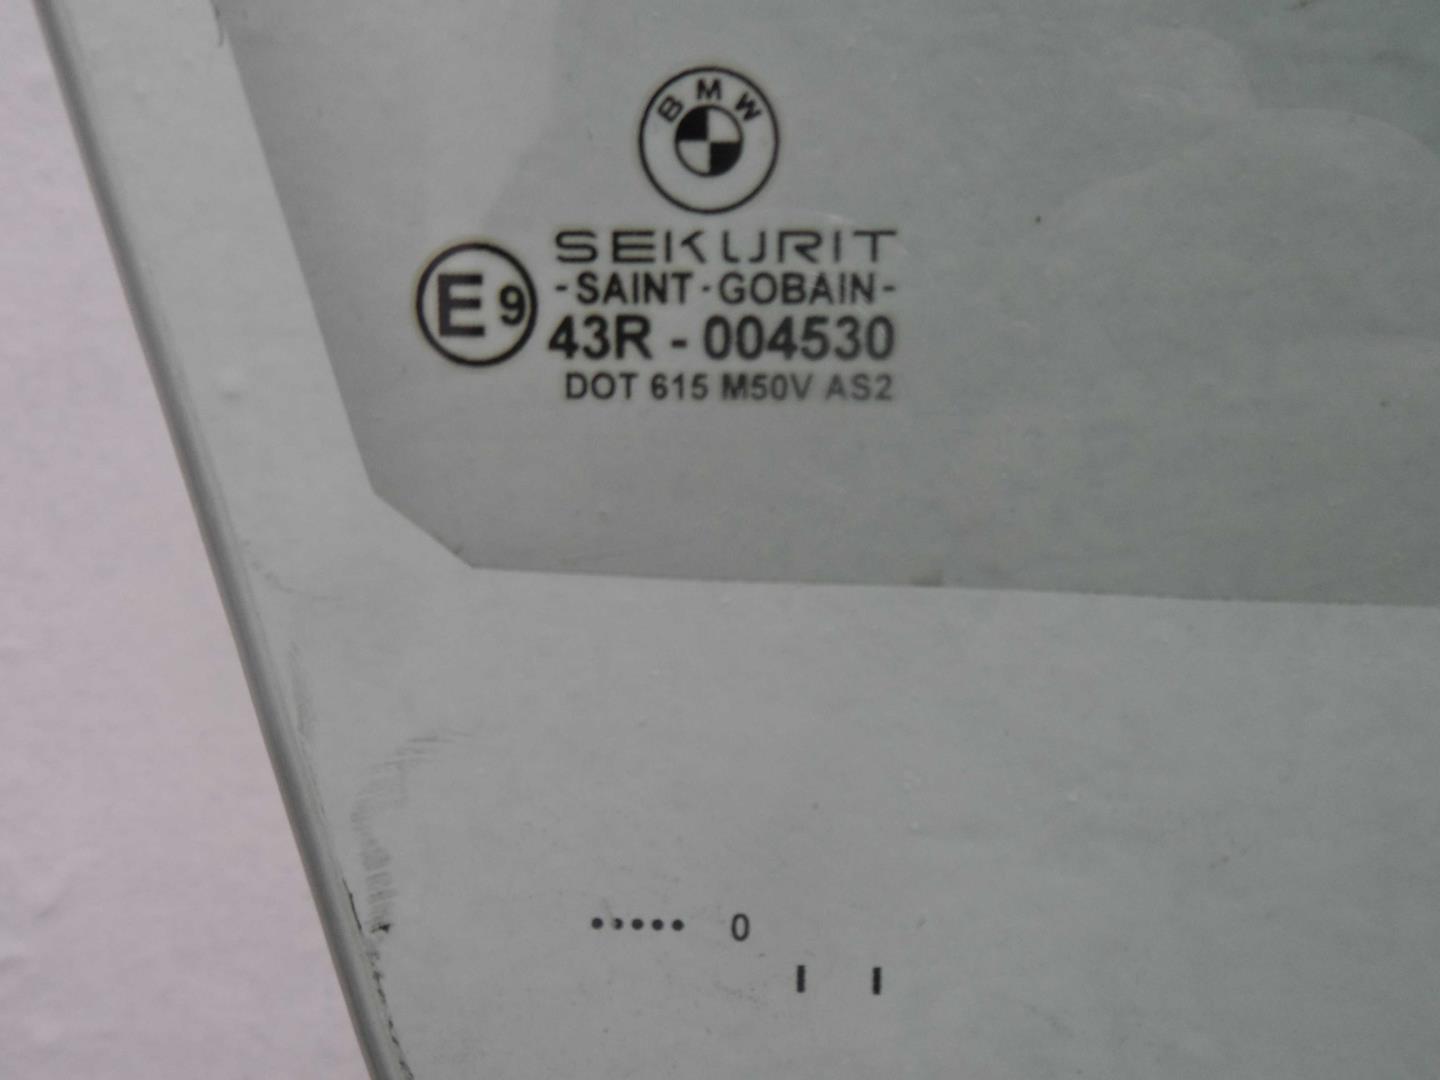 BMW
SEKURIT
-SAINT-GOBAIN-
E9
43R-004530
DOT 615 M50V AS2
••••• 0